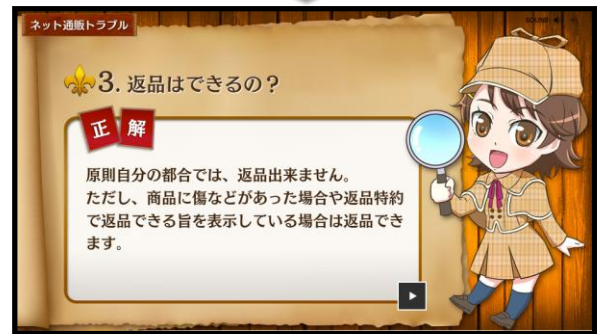 ネット通販トラブル
SOUND
3. 返品はできるの？
正解
原則自分の都合では、返品出来ません。
ただし、商品に傷などがあった場合や返品特約
で返品できる旨を表示している場合は返品でき
ます。